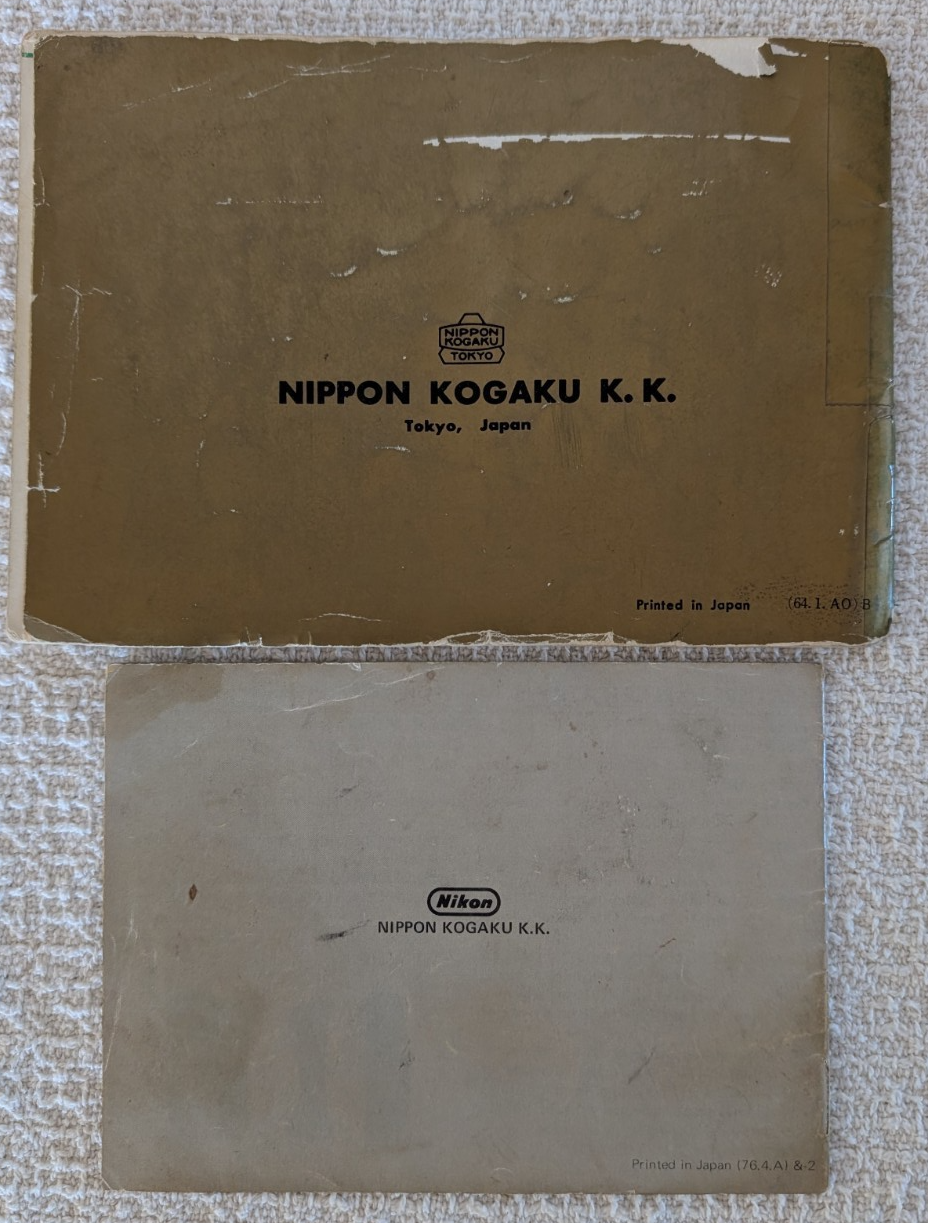 NIPPON
KOGAKU
TOKYO
NIPPON KOGAKU K. K.
Tokyo, Japan
Printed in Japan (64. 1. AO) B
Nikon
NIPPON KOGAKU K.K.
Printed in Japan (76.4.A) &-2